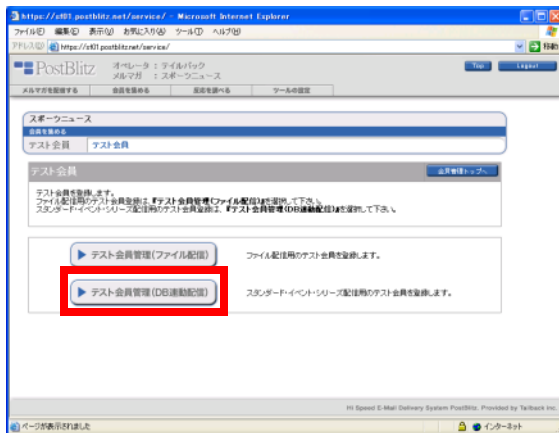 https://st01.postblitz.net/service/ - Microsoft Internet Explorer
ファイル(F) 編集(E) 表示(V) お気に入り(A) ツール(T) ヘルプ(H)
アドレス(D) https://st01.postblitz.net/service/ 移動
PostBlitz オペレータ : テイルバック Top Logout
メルマガ : スポーツニュース
メルマガを配信する 会員を集める 反応を調べる ツールの設定
スポーツニュース
会員を集める
テスト会員 テスト会員
テスト会員 会員管理トップへ
テスト会員を登録します。
ファイル配信用のテスト会員登録は、『テスト会員管理(ファイル配信)』を選択して下さい。
スタンダード・イベント・シリーズ配信用のテスト会員登録は、『テスト会員管理(DB連動配信)』を選択して下さい。
テスト会員管理(ファイル配信) ファイル配信用のテスト会員を登録します。
テスト会員管理(DB連動配信) スタンダード・イベント・シリーズ配信用のテスト会員を登録します。
Hi Speed E-Mail Delivery System PostBlitz. Provided by Tailback Inc.
ページが表示されました インターネット